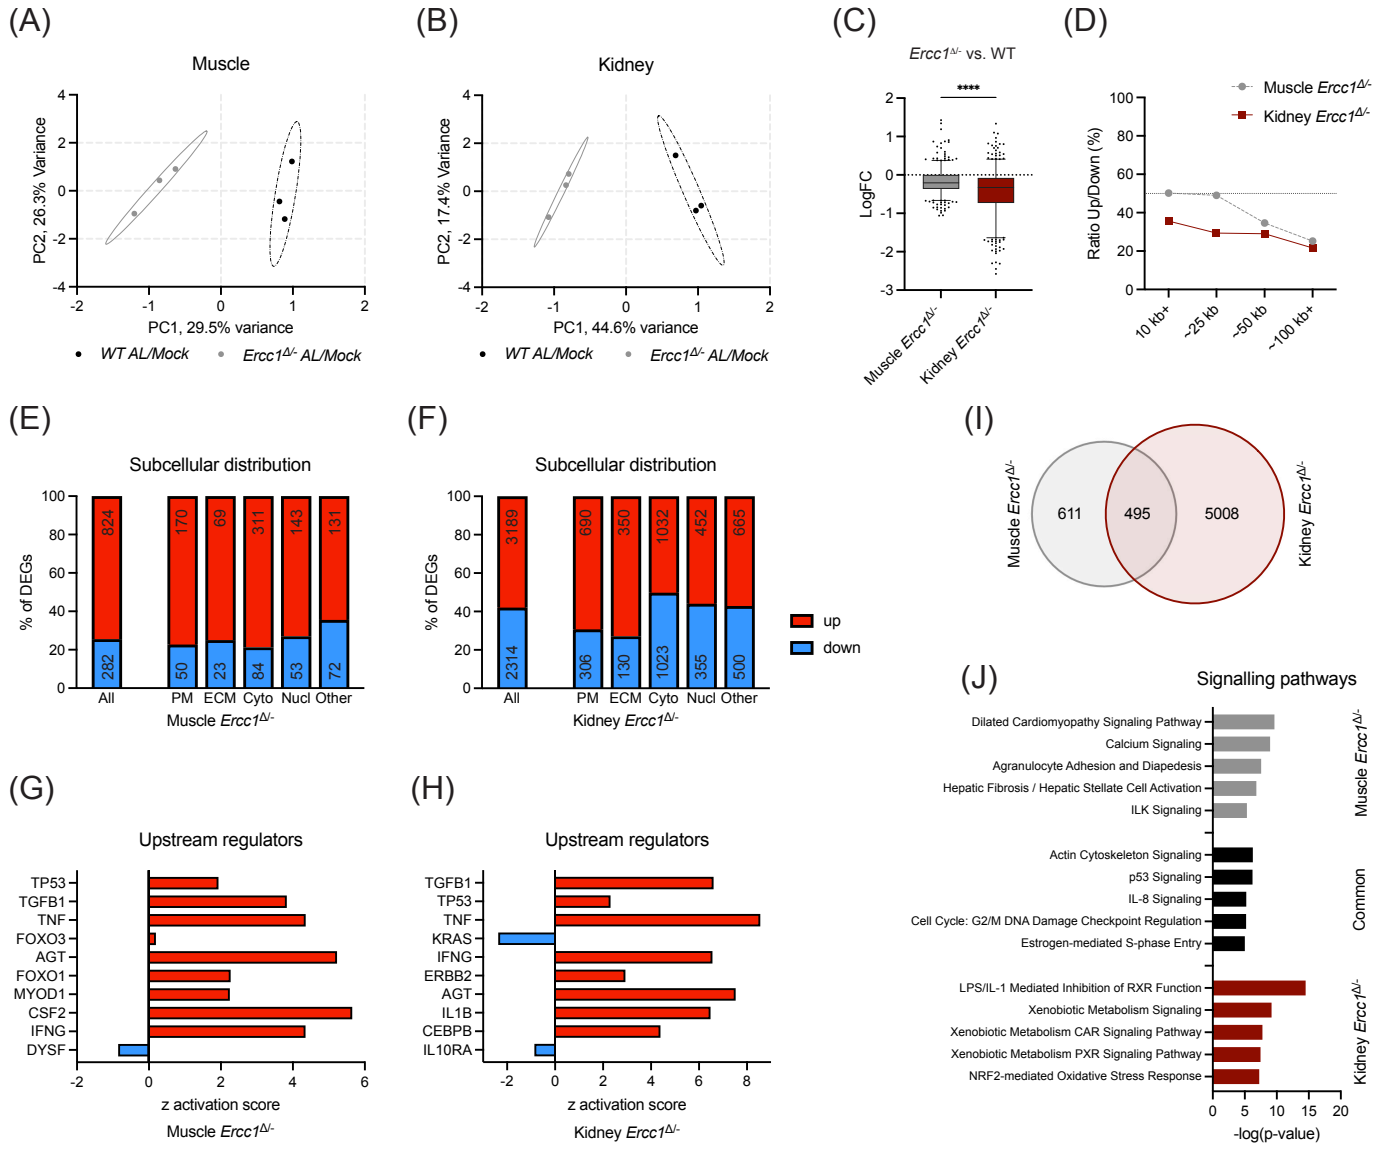 (A)
Muscle
4
2
0
-2
-4
PC2, 26.3% Variance
-2
-1
0
1
2
PC1, 29.5% variance
WT AL/Mock
Ercc1Δ/- AL/Mock
(B)
Kidney
4
2
0
-2
-4
PC2, 17.4% Variance
-2
-1
0
1
2
PC1, 44.6% variance
WT AL/Mock
Ercc1Δ/- AL/Mock
(C)
Ercc1Δ/- vs. WT
****
2
1
0
-1
-2
-3
LogFC
Muscle Ercc1Δ/-
Kidney Ercc1Δ/-
(D)
Muscle Ercc1Δ/-
Kidney Ercc1Δ/-
100
80
60
40
20
0
Ratio Up/Down (%)
10 kb+
~25 kb
~50 kb
~100 kb+
(E)
Subcellular distribution
100
80
60
40
20
0
% of DEGs
824
170
69
311
143
131
282
50
23
84
53
72
All
PM
ECM
Cyto
Nucl
Other
Muscle Ercc1Δ/-
(F)
Subcellular distribution
100
80
60
40
20
0
% of DEGs
3189
690
350
1032
452
665
2314
306
130
1023
355
500
All
PM
ECM
Cyto
Nucl
Other
Kidney Ercc1Δ/-
up
down
(G)
Upstream regulators
TP53
TGFB1
TNF
FOXO3
AGT
FOXO1
MYOD1
CSF2
IFNG
DYSF
-2
0
2
4
6
z activation score
Muscle Ercc1Δ/-
(H)
Upstream regulators
TGFB1
TP53
TNF
KRAS
IFNG
ERBB2
AGT
IL1B
CEBPB
IL10RA
-2
0
2
4
6
8
z activation score
Kidney Ercc1Δ/-
(I)
Muscle Ercc1Δ/-
611
495
5008
Kidney Ercc1Δ/-
(J)
Signalling pathways
Dilated Cardiomyopathy Signaling Pathway
Calcium Signaling
Agranulocyte Adhesion and Diapedesis
Hepatic Fibrosis / Hepatic Stellate Cell Activation
ILK Signaling
Muscle Ercc1Δ/-
Actin Cytoskeleton Signaling
p53 Signaling
IL-8 Signaling
Cell Cycle: G2/M DNA Damage Checkpoint Regulation
Estrogen-mediated S-phase Entry
Common
LPS/IL-1 Mediated Inhibition of RXR Function
Xenobiotic Metabolism Signaling
Xenobiotic Metabolism CAR Signaling Pathway
Xenobiotic Metabolism PXR Signaling Pathway
NRF2-mediated Oxidative Stress Response
Kidney Ercc1Δ/-
0
5
10
15
20
-log(p-value)